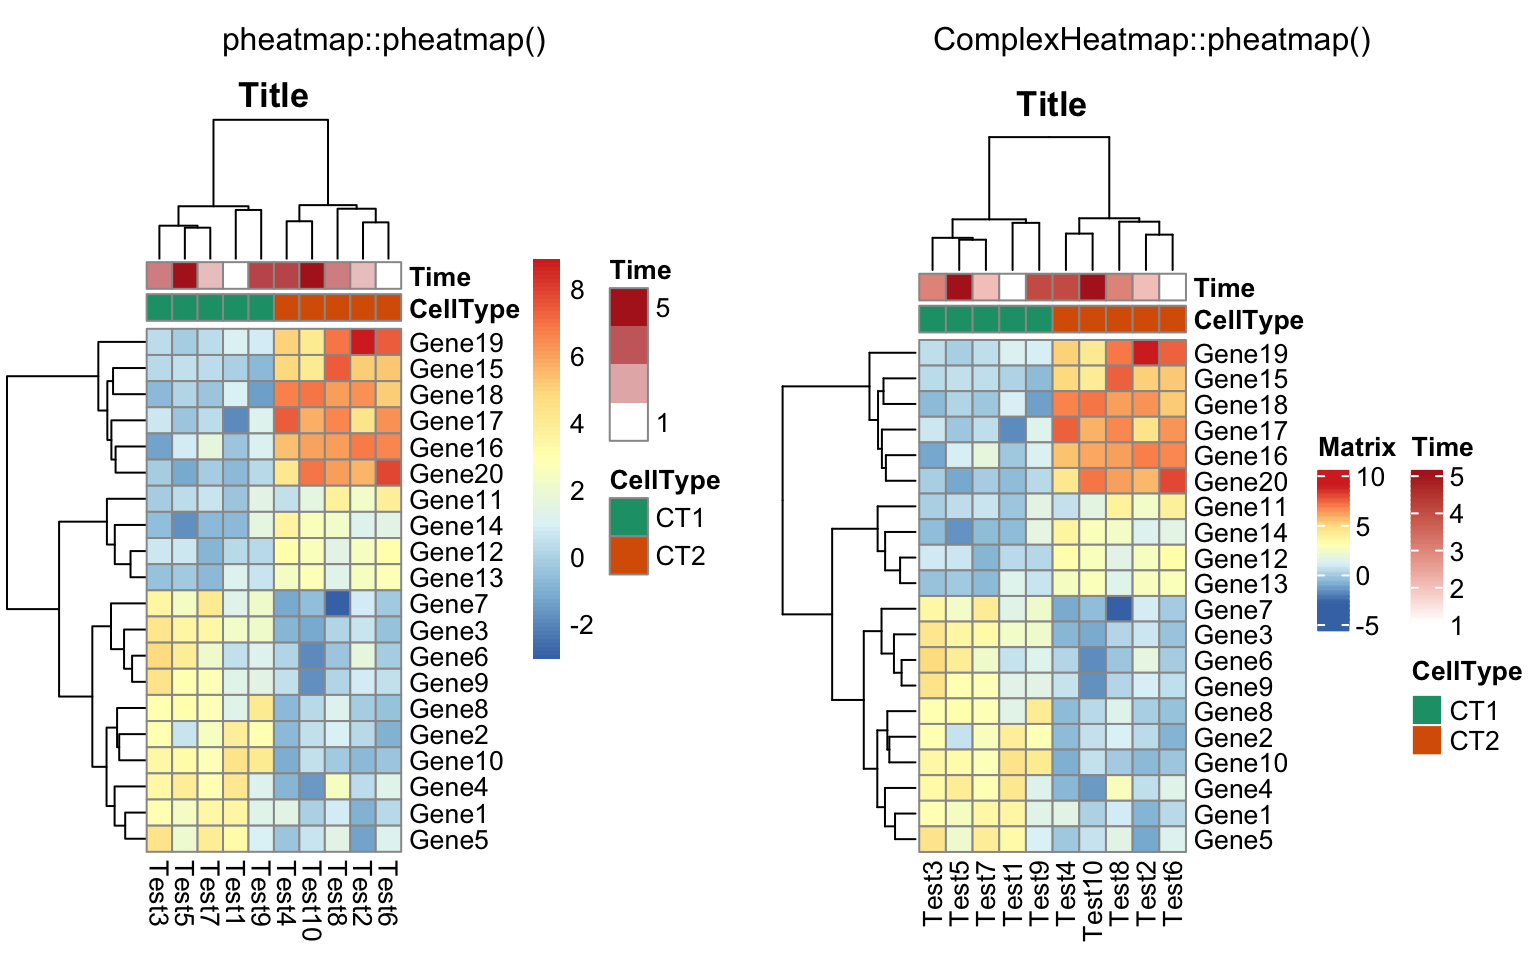 pheatmap::pheatmap()
Title
Time
CellType
Gene19
Gene15
Gene18
Gene17
Gene16
Gene20
Gene11
Gene14
Gene12
Gene13
Gene7
Gene3
Gene6
Gene9
Gene8
Gene2
Gene10
Gene4
Gene1
Gene5
Test3 Test5 Test7 Test1 Test9 Test4 Test10 Test8 Test2 Test6
8
6
4
2
0
-2
Time
5
1
CellType
CT1
CT2
ComplexHeatmap::pheatmap()
Title
Time
CellType
Gene19
Gene15
Gene18
Gene17
Gene16
Gene20
Gene11
Gene14
Gene12
Gene13
Gene7
Gene3
Gene6
Gene9
Gene8
Gene2
Gene10
Gene4
Gene1
Gene5
Test3 Test5 Test7 Test1 Test9 Test4 Test10 Test8 Test2 Test6
Matrix
10
5
0
-5
Time
5
4
3
2
1
CellType
CT1
CT2